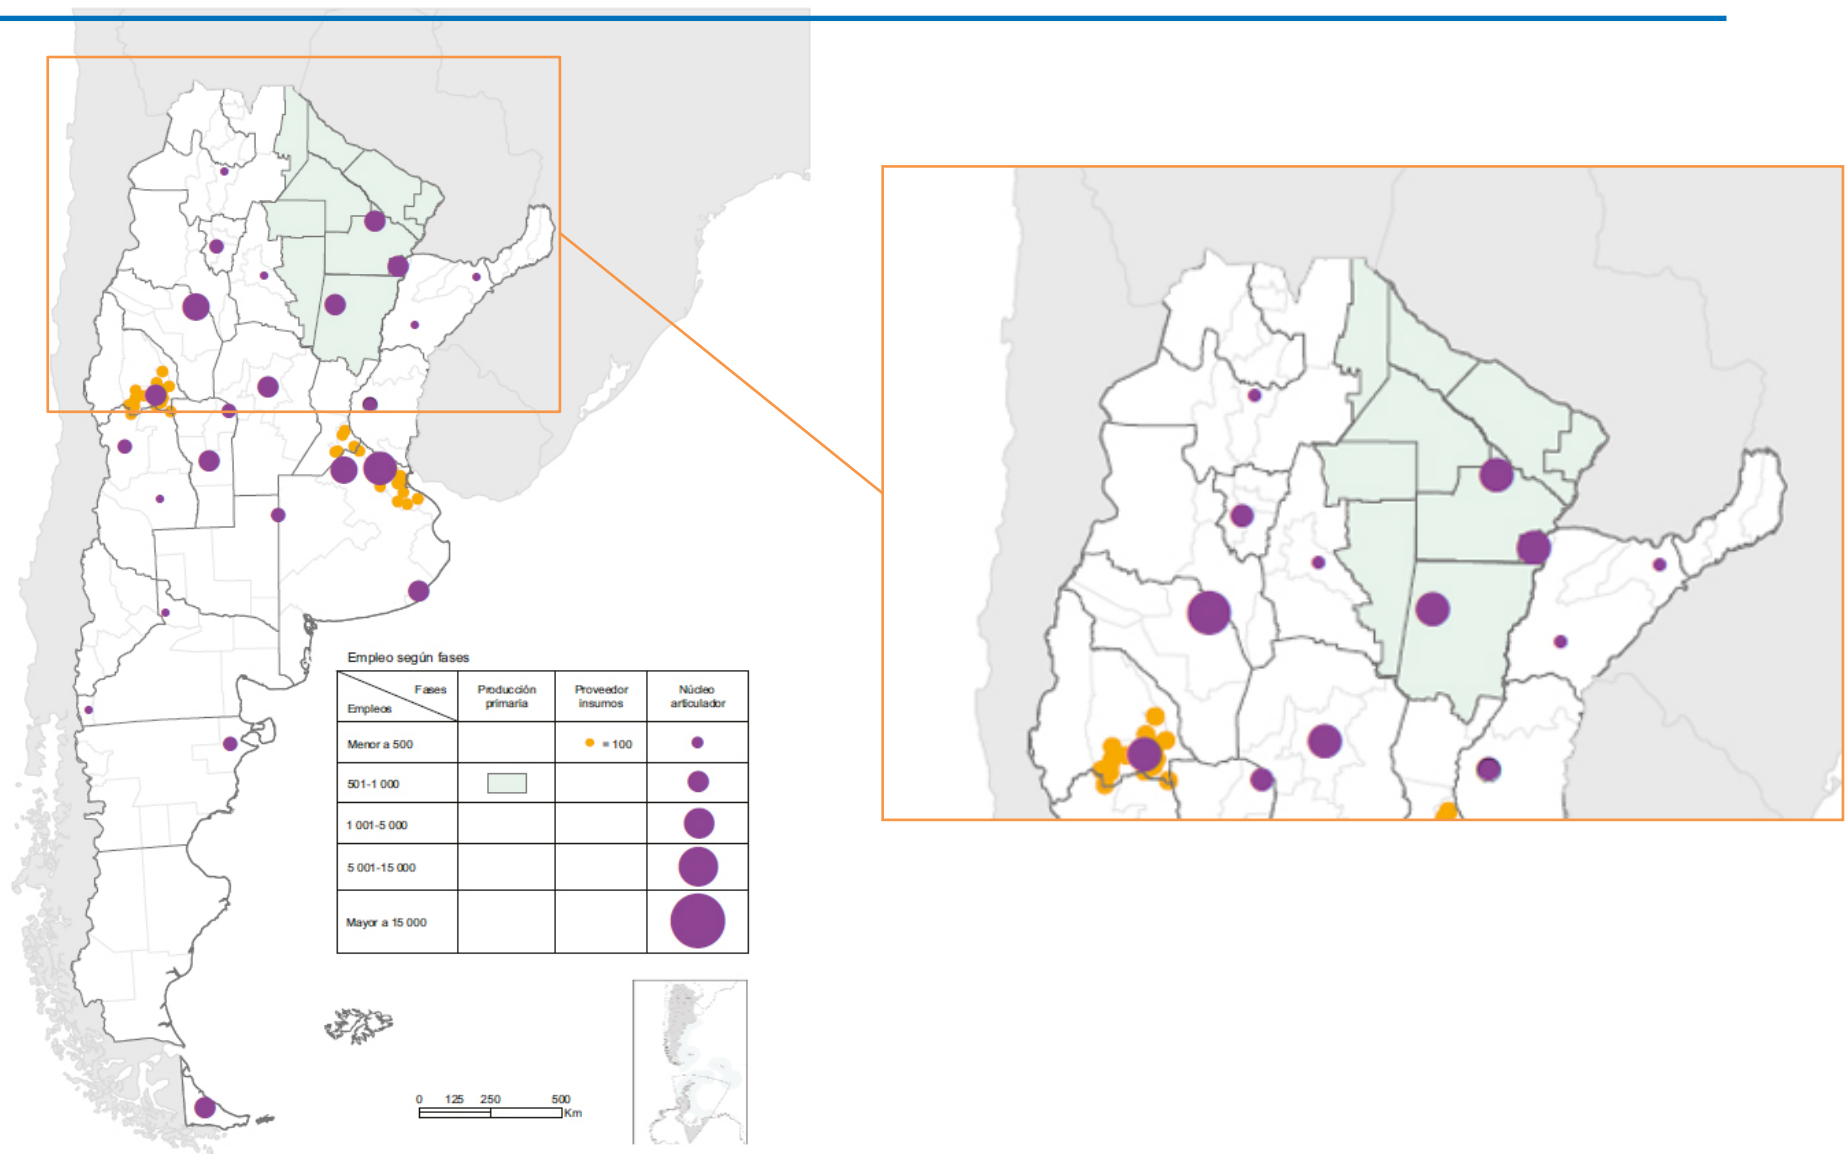 Empleo según fases
Fases
Empleos
Producción
primaria
Proveedor
insumos
Núcleo
articulador
Menor a 500
= 100
501-1 000
1 001-5 000
5 001-15 000
Mayor a 15 000
0 125 250 500
Km